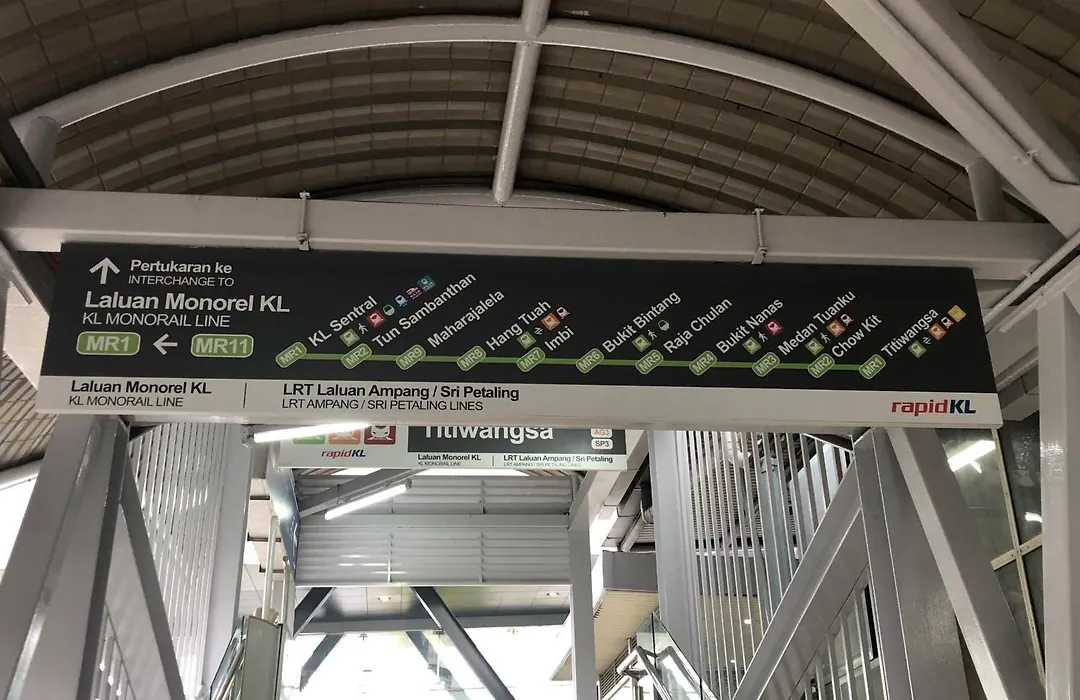 Pertukaran ke
INTERCHANGE TO
Laluan Monorel KL
KL MONORAIL LINE
MR1 ← MR11
MR1 KL Sentral
MR2 Tun Sambanthan
MR9 Maharajalela
MR8 Hang Tuah
MR7 Imbi
MR6 Bukit Bintang
MR5 Raja Chulan
MR4 Bukit Nanas
MR3 Medan Tuanku
MR2 Chow Kit
MR1 Titiwangsa
Laluan Monorel KL
KL MONORAIL LINE
LRT Laluan Ampang / Sri Petaling
LRT AMPANG / SRI PETALING LINES
rapidKL
rapidKL
Titiwangsa
AG3
SP3
Laluan Monorel KL
KL MONORAIL LINE
LRT Laluan Ampang / Sri Petaling
LRT AMPANG / SRI PETALING LINES